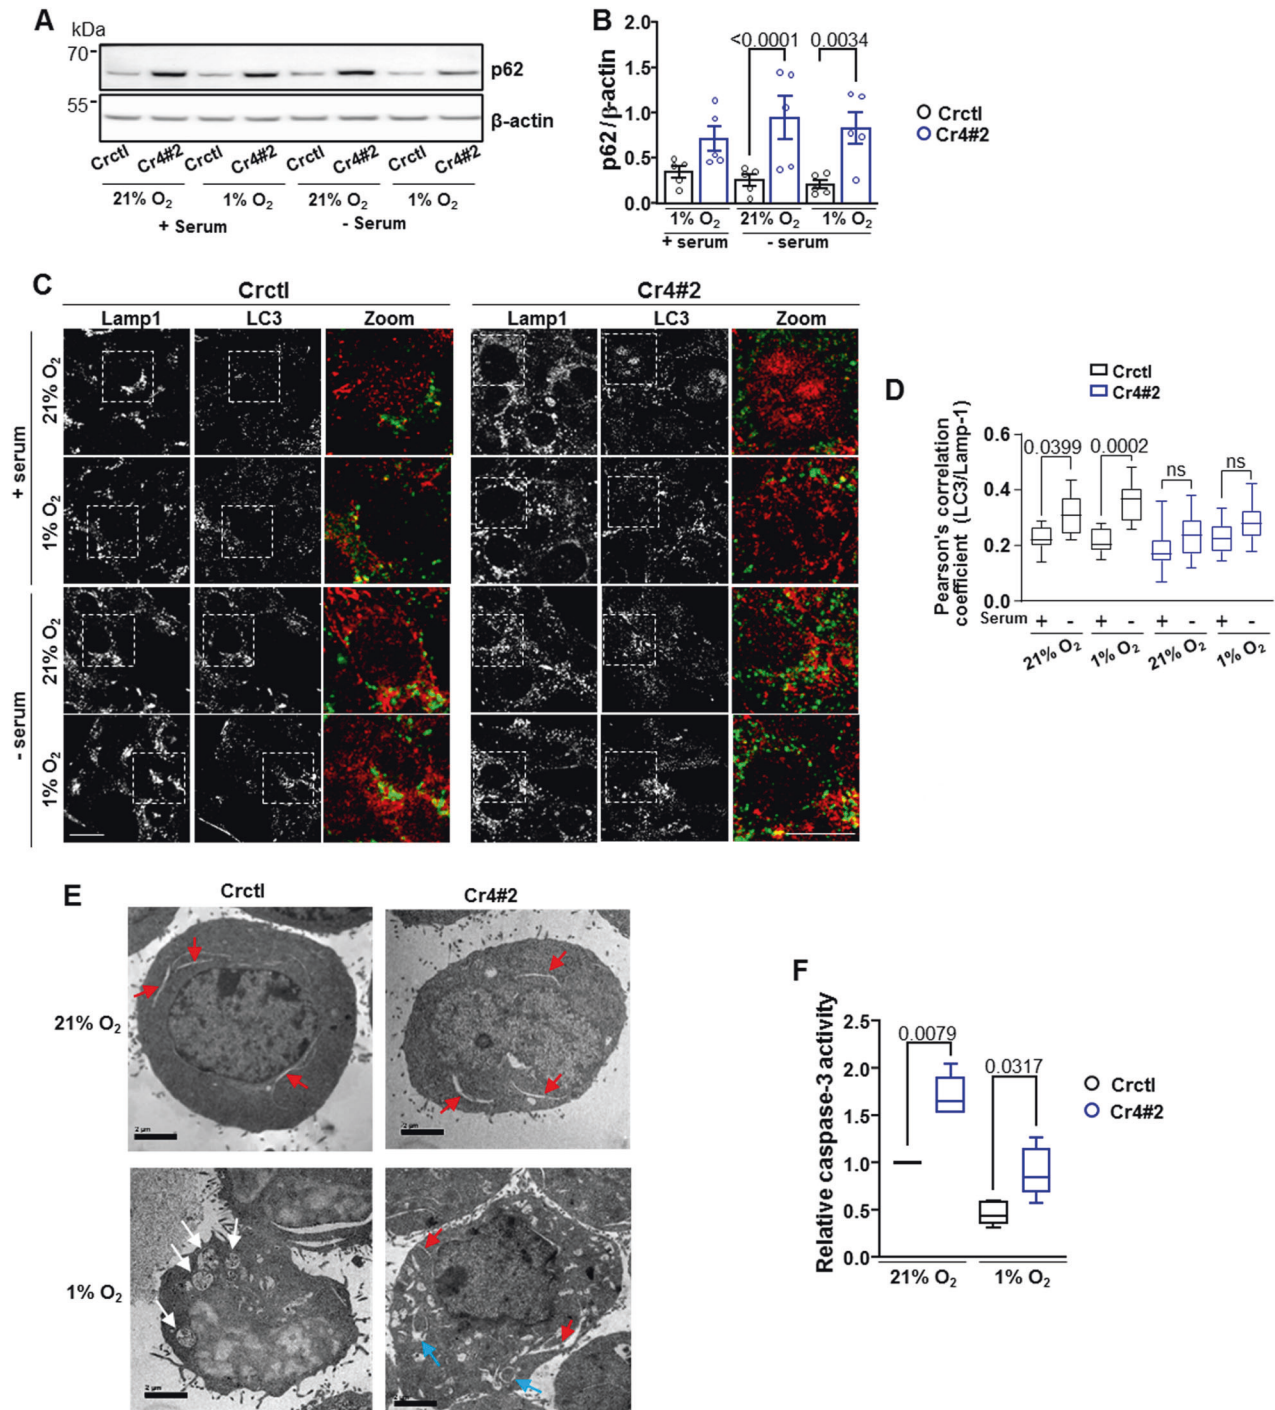 A
kDa
70
p62
55
β-actin
Crctl Cr4#2 Crctl Cr4#2 Crctl Cr4#2 Crctl Cr4#2
21% O2 1% O2 21% O2 1% O2
+ Serum - Serum
B
p62/β-actin
2.0
1.5
1.0
0.5
0.0
<0.0001 0.0034
1% O2 21% O2 1% O2
+ serum - serum
Crctl
Cr4#2
C
Crctl Cr4#2
Lamp1 LC3 Zoom Lamp1 LC3 Zoom
+ serum
21% O2
1% O2
- serum
21% O2
1% O2
D
Crctl
Cr4#2
Pearson's correlation
coefficient (LC3/Lamp-1)
0.6
0.4
0.2
0.0
0.0399 0.0002 ns ns
Serum + - + - + - + -
21% O2 1% O2 21% O2 1% O2
E
Crctl Cr4#2
21% O2
2 μm 2 μm
1% O2
2 μm
F
Relative caspase-3 activity
2.5
2.0
1.5
1.0
0.5
0.0
0.0079
0.0317
21% O2 1% O2
Crctl
Cr4#2